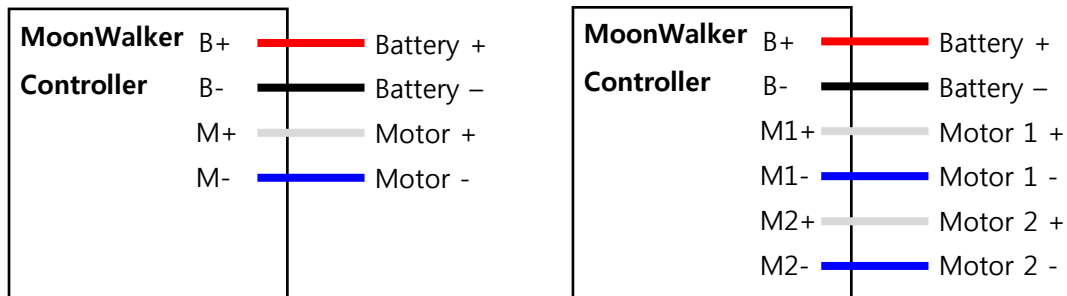 MoonWalker B+ Battery +
Controller B- Battery –
M+ Motor +
M- Motor -
MoonWalker B+ Battery +
Controller B- Battery –
M1+ Motor 1 +
M1- Motor 1 -
M2+ Motor 2 +
M2- Motor 2 -